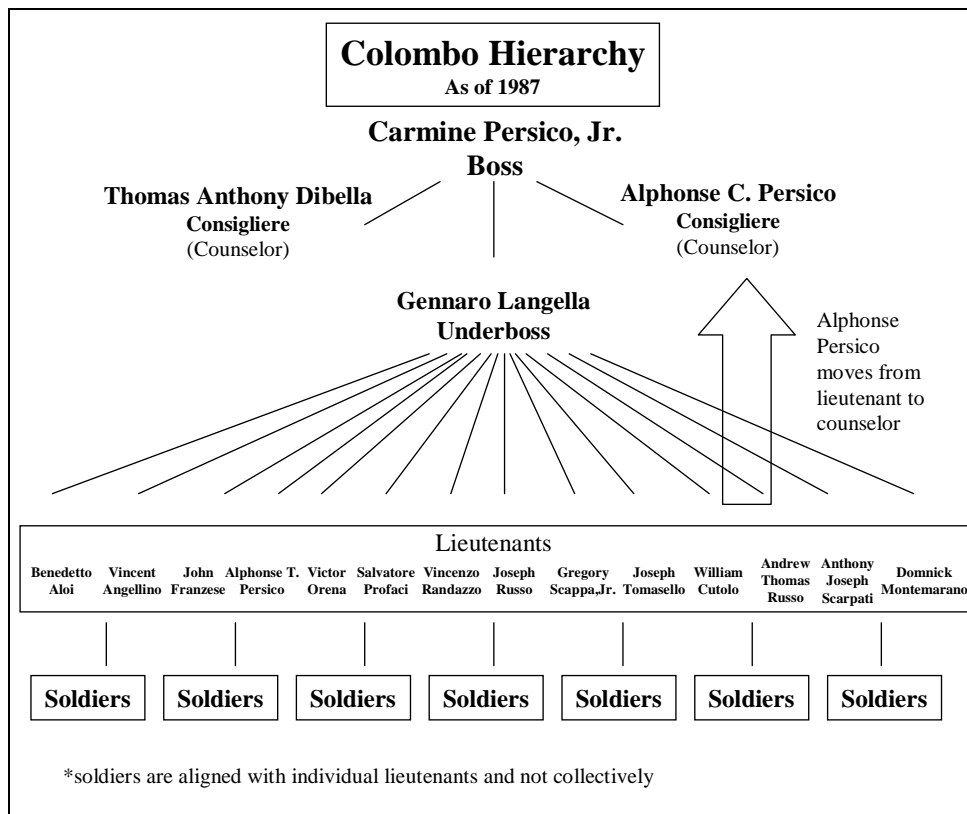 Colombo Hierarchy
As of 1987
Carmine Persico, Jr.
Boss
Thomas Anthony Dibella
Consigliere
(Counselor)
Alphonse C. Persico
Consigliere
(Counselor)
Gennaro Langella
Underboss
Alphonse
Persico
moves from
lieutenant to
counselor
Lieutenants
Benedetto
Aloi
Vincent
Angellino
John
Franzese
Alphonse T.
Persico
Victor
Orena
Salvatore
Profaci
Vincenzo
Randazzo
Joseph
Russo
Gregory
Scappa,Jr.
Joseph
Tomasello
William
Cutolo
Andrew
Thomas
Russo
Anthony
Joseph
Scarpati
Domnick
Montemarano
Soldiers
Soldiers
Soldiers
Soldiers
Soldiers
Soldiers
Soldiers
*soldiers are aligned with individual lieutenants and not collectively